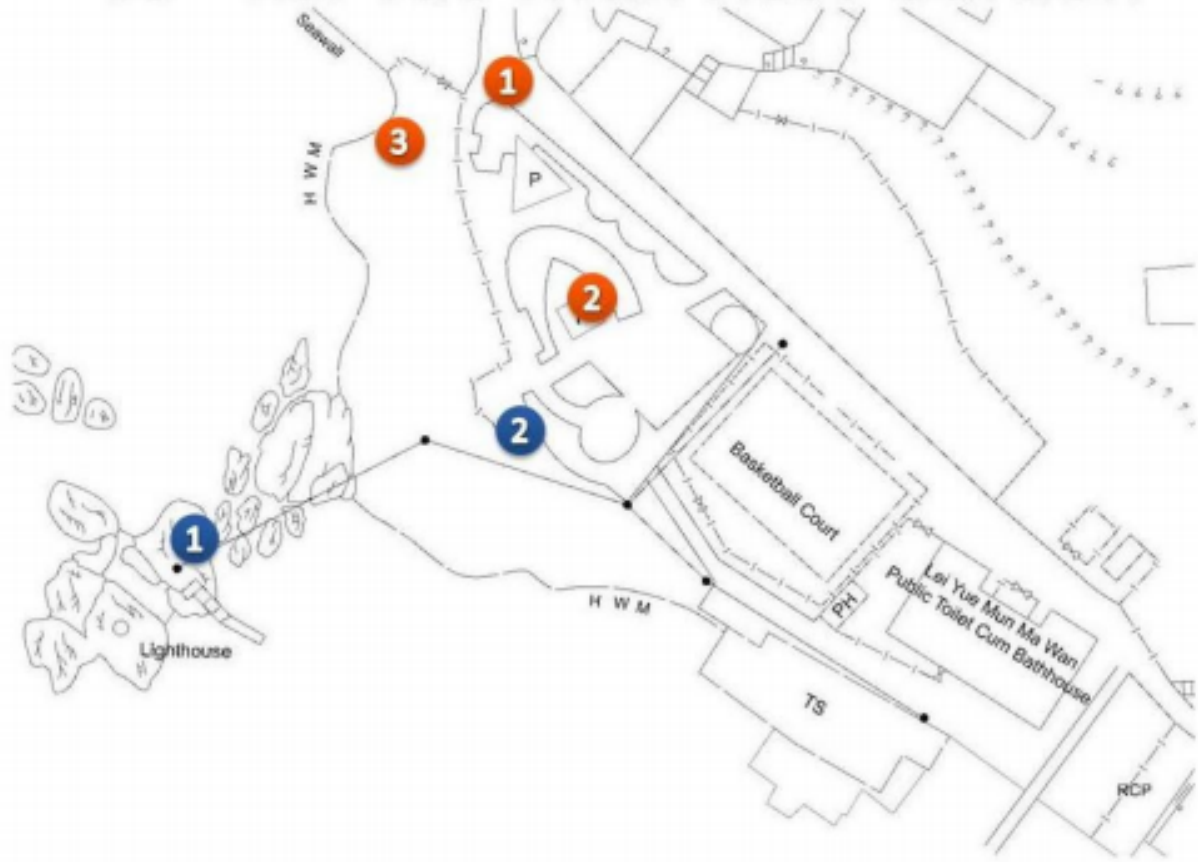 Seawall
1
3
H W M
P
2
2
Basketball Court
1
H W M
PH
Lei Yue Mun Ma Wan
Public Toilet Cum Bathhouse
Lighthouse
TS
RCP